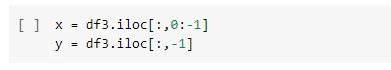 [ ] x = df3.iloc[:,0:-1]
y = df3.iloc[:,-1]